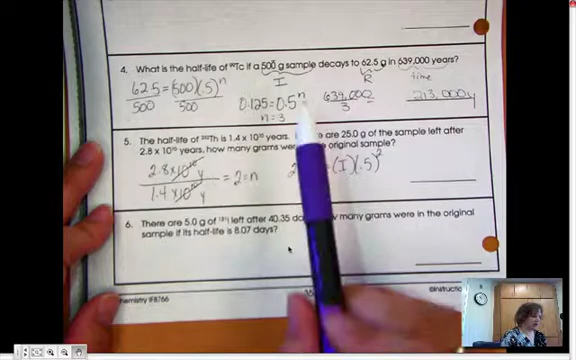 4. What is the half-life of ⁹⁹Tc if a 500 g sample decays to 62.5 g in 639,000 years?
62.5 = (500)(.5)ⁿ
500 500
I
R
time
0.125 = 0.5ⁿ
n = 3
639,000
3
213,000 y
5. The half-life of Th is 1.4 × 10¹⁰ years. are 25.0 g of the sample left after
2.8 × 10¹⁰ years, how many grams were original sample?
2.8×10¹⁰ y
1.4×10¹⁰ y
= 2 = n
(I)(.5)²
6. There are 5.0 g of ¹³¹I left after 40.35 many grams were in the original
sample if its half-life is 8.07 days?
hemistry IF8766
©Instructio